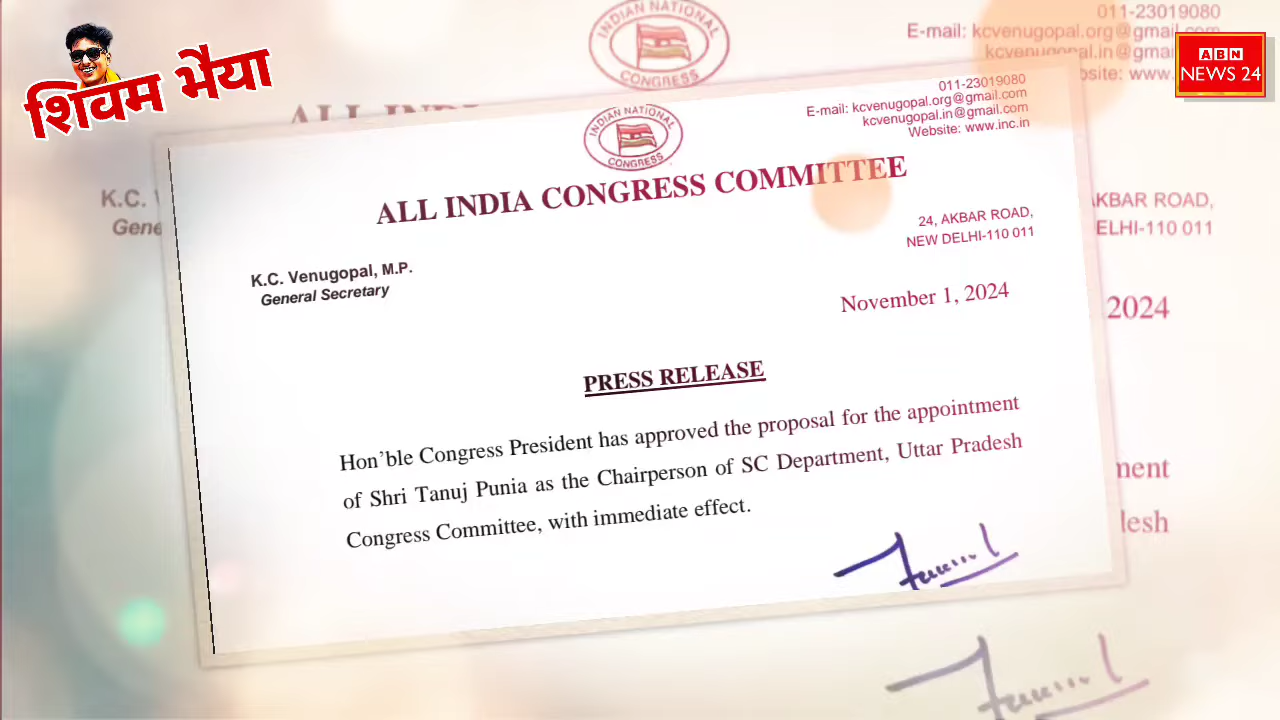 शिवम भैया
ABN
NEWS 24
INDIAN NATIONAL
CONGRESS
011-23019080
E-mail: kcvenugopal.org@gmail.com
kcvenugopal.in@gmail.com
Website: www.inc.in
ALL INDIA CONGRESS COMMITTEE
24, AKBAR ROAD,
NEW DELHI-110 011
K.C. Venugopal, M.P.
General Secretary
November 1, 2024
PRESS RELEASE
Hon’ble Congress President has approved the proposal for the appointment
of Shri Tanuj Punia as the Chairperson of SC Department, Uttar Pradesh
Congress Committee, with immediate effect.